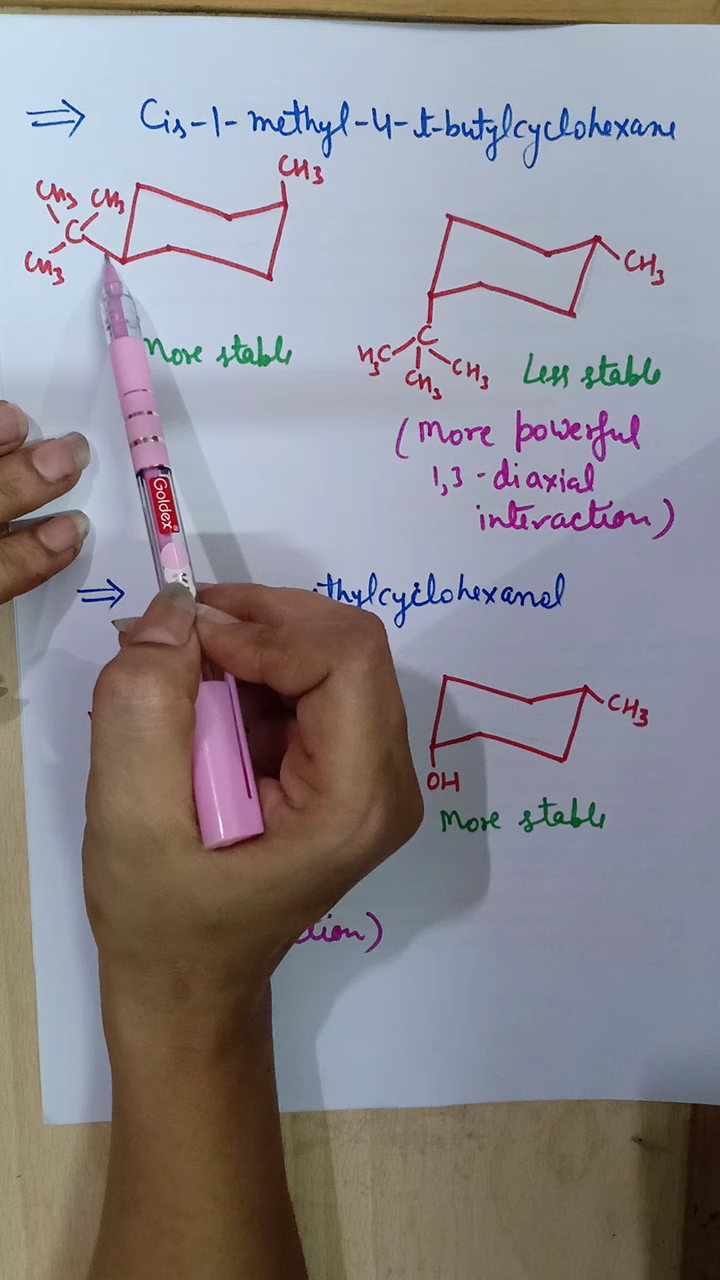 ⇒ Cis-1-methyl-4-t-butylcyclohexane
CH3
CH3 CH3
C
CH3
CH3
More stable
C
H3C CH3
CH3
Less stable
(More powerful
1,3-diaxial
interaction)
Goldex
⇒ thylcyclohexanol
CH3
OH
More stable
ction)